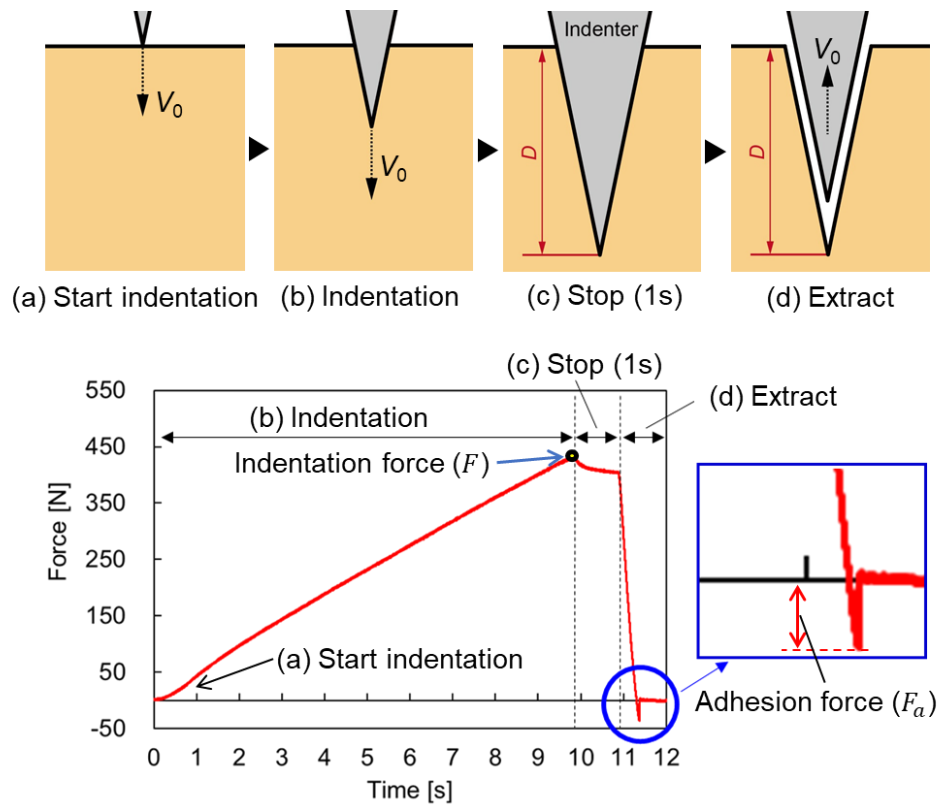 V0
V0
Indenter
D
V0
D
(a) Start indentation
(b) Indentation
(c) Stop (1s)
(d) Extract
(c) Stop (1s)
(d) Extract
(b) Indentation
Indentation force (F)
(a) Start indentation
Adhesion force (Fa)
Force [N]
550
450
350
250
150
50
-50
0 1 2 3 4 5 6 7 8 9 10 11 12
Time [s]